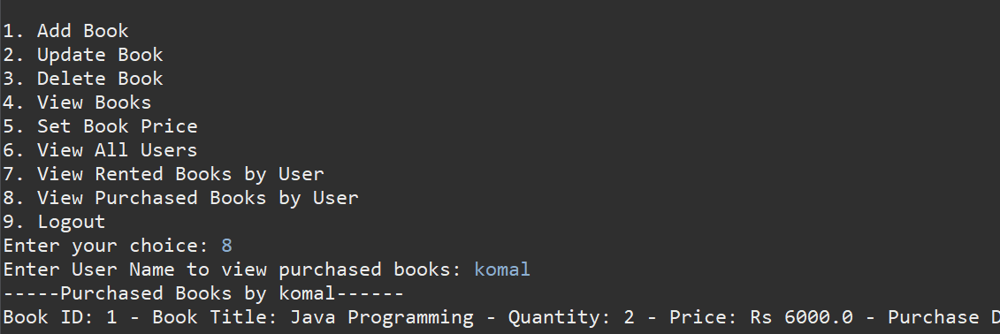 1. Add Book
2. Update Book
3. Delete Book
4. View Books
5. Set Book Price
6. View All Users
7. View Rented Books by User
8. View Purchased Books by User
9. Logout
Enter your choice: 8
Enter User Name to view purchased books: komal
-----Purchased Books by komal------
Book ID: 1 - Book Title: Java Programming - Quantity: 2 - Price: Rs 6000.0 - Purchase D